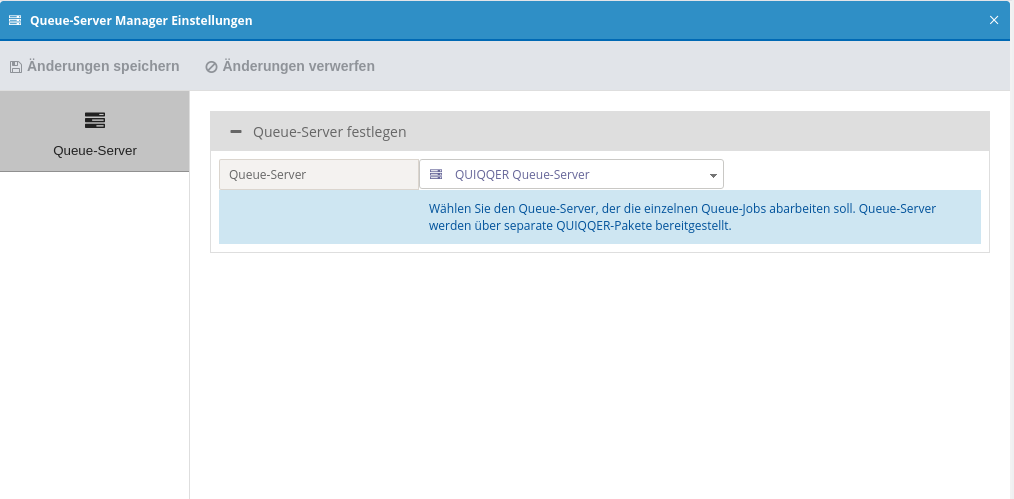 Queue-Server Manager Einstellungen
Änderungen speichern Änderungen verwerfen
Queue-Server
Queue-Server festlegen
Queue-Server QUIQQER Queue-Server
Wählen Sie den Queue-Server, der die einzelnen Queue-Jobs abarbeiten soll. Queue-Server
werden über separate QUIQQER-Pakete bereitgestellt.